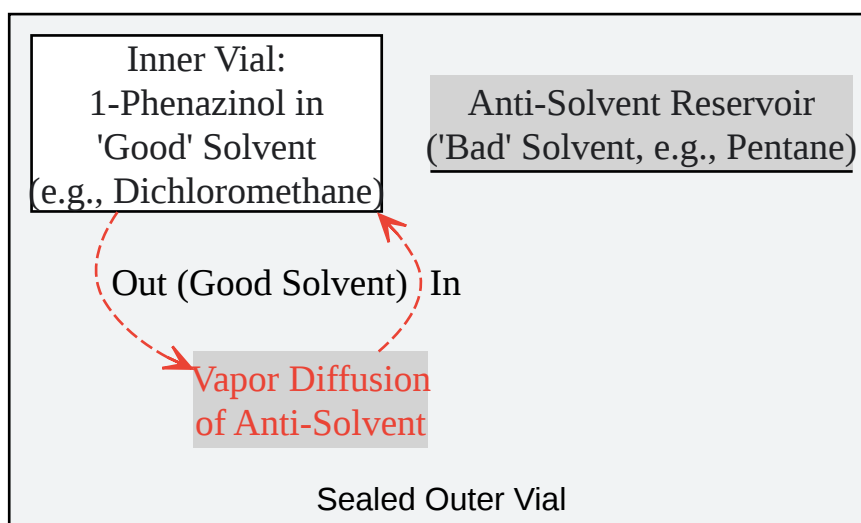 Inner Vial:
1-Phenazinol in
'Good' Solvent
(e.g., Dichloromethane)
Anti-Solvent Reservoir
('Bad' Solvent, e.g., Pentane)
Out (Good Solvent)
In
Vapor Diffusion
of Anti-Solvent
Sealed Outer Vial